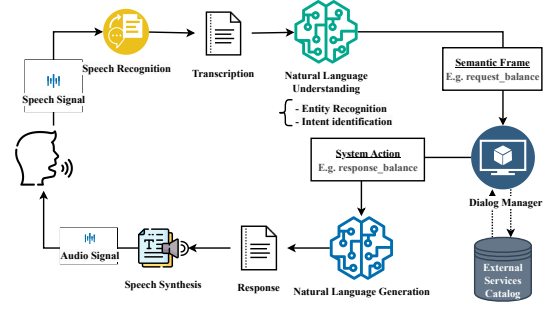 Speech Recognition
Transcription
Natural Language
Understanding
- Entity Recognition
- Intent identification
Semantic Frame
E.g. request_balance
Speech Signal
System Action
E.g. response_balance
Dialog Manager
External
Services
Catalog
Natural Language Generation
Response
T
Speech Synthesis
Audio Signal